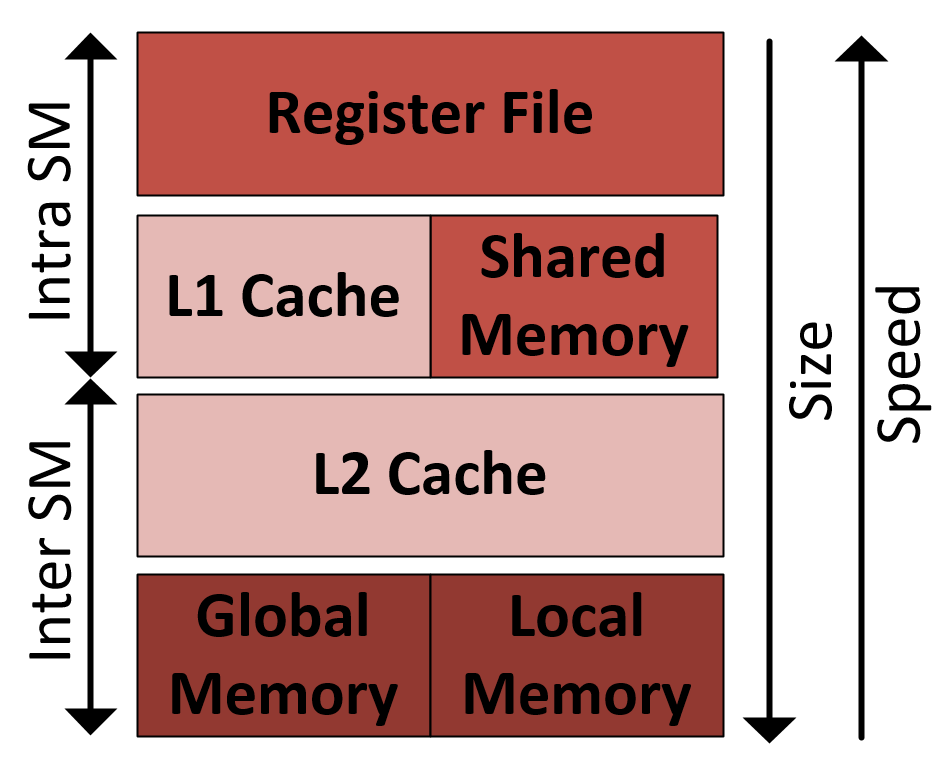 Intra SM
Inter SM
Register File
L1 Cache
Shared
Memory
L2 Cache
Global
Memory
Local
Memory
Size
Speed